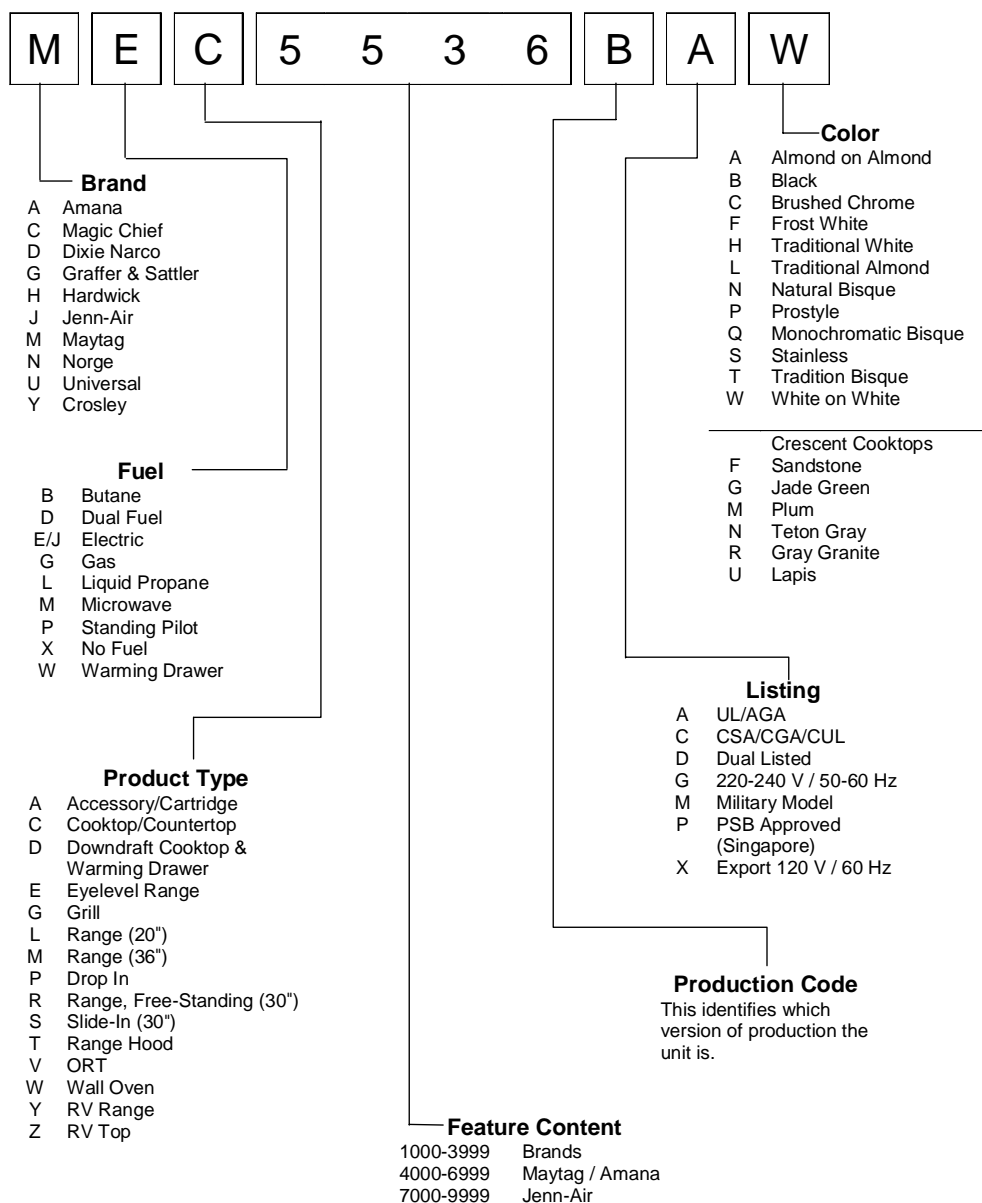 M E C 5 5 3 6 B A W
Brand
A Amana
C Magic Chief
D Dixie Narco
G Graffer & Sattler
H Hardwick
J Jenn-Air
M Maytag
N Norge
U Universal
Y Crosley
Fuel
B Butane
D Dual Fuel
E/J Electric
G Gas
L Liquid Propane
M Microwave
P Standing Pilot
X No Fuel
W Warming Drawer
Product Type
A Accessory/Cartridge
C Cooktop/Countertop
D Downdraft Cooktop &
Warming Drawer
E Eyelevel Range
G Grill
L Range (20")
M Range (36")
P Drop In
R Range, Free-Standing (30")
S Slide-In (30")
T Range Hood
V ORT
W Wall Oven
Y RV Range
Z RV Top
Feature Content
1000-3999 Brands
4000-6999 Maytag / Amana
7000-9999 Jenn-Air
Color
A Almond on Almond
B Black
C Brushed Chrome
F Frost White
H Traditional White
L Traditional Almond
N Natural Bisque
P Prostyle
Q Monochromatic Bisque
S Stainless
T Tradition Bisque
W White on White
Crescent Cooktops
F Sandstone
G Jade Green
M Plum
N Teton Gray
R Gray Granite
U Lapis
Listing
A UL/AGA
C CSA/CGA/CUL
D Dual Listed
G 220-240 V / 50-60 Hz
M Military Model
P PSB Approved
(Singapore)
X Export 120 V / 60 Hz
Production Code
This identifies which
version of production the
unit is.